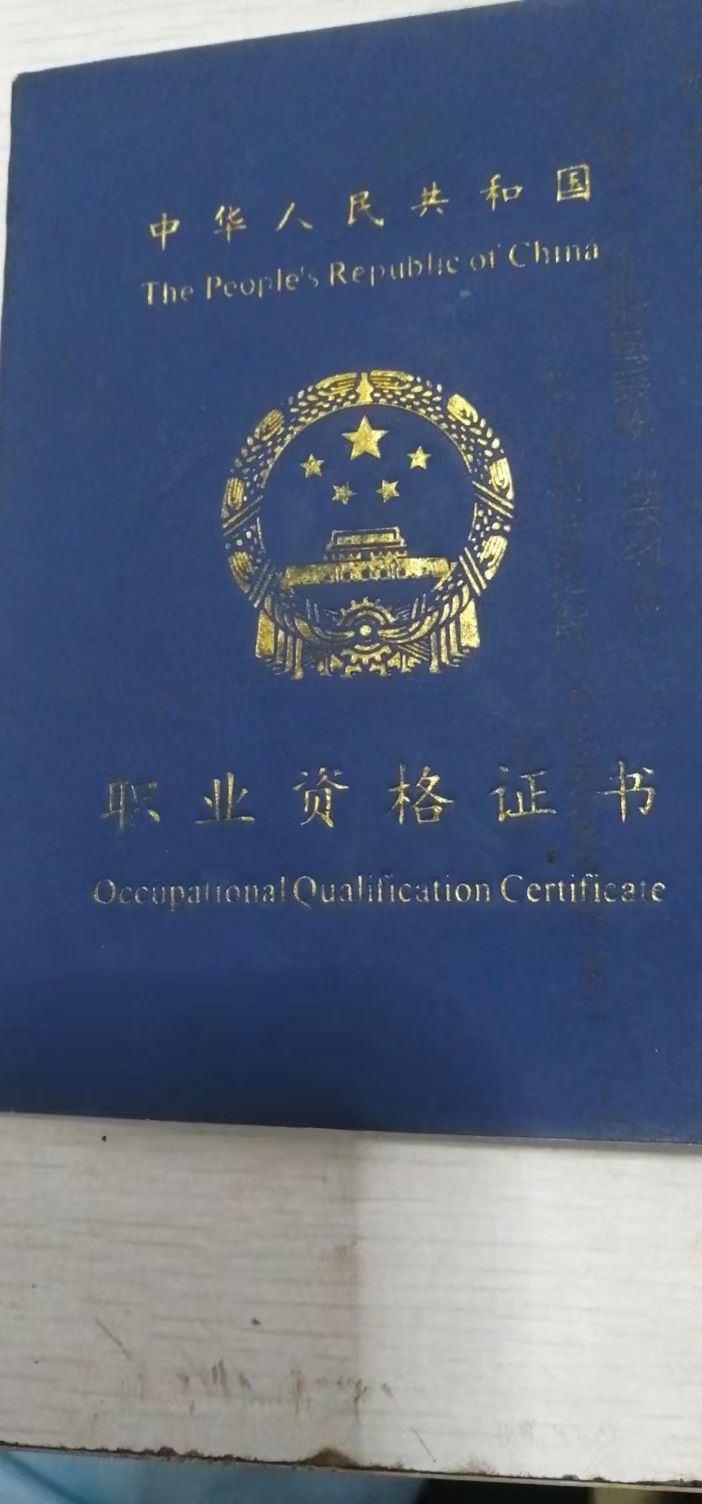 中华人民共和国
The People's Republic of China
职业资格证书
Occupational Qualification Certificate